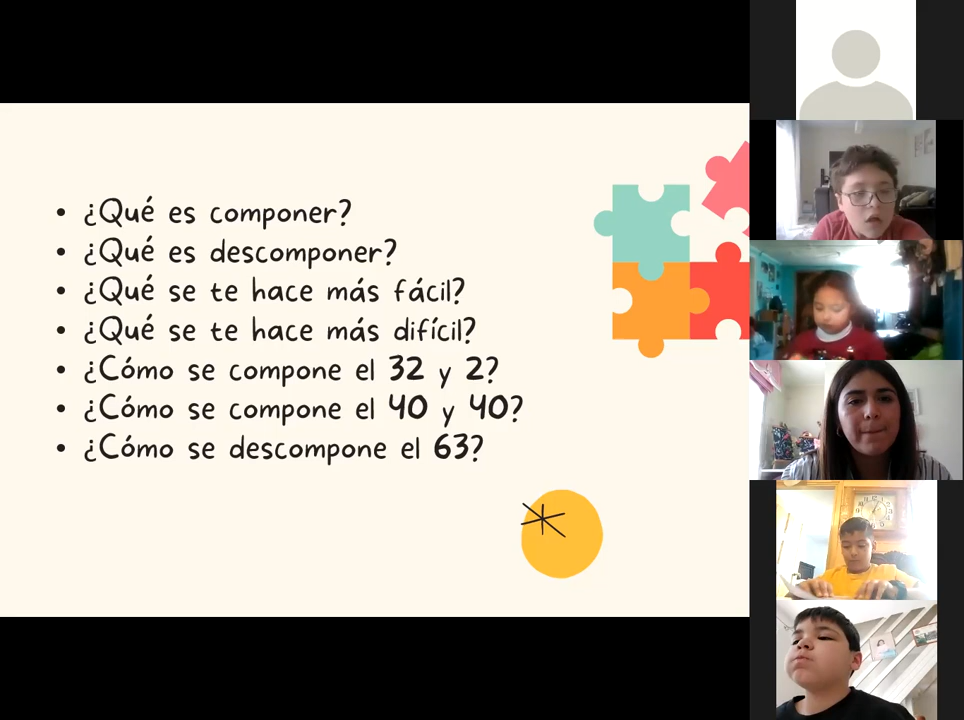 • ¿Qué es componer?
• ¿Qué es descomponer?
• ¿Qué se te hace más fácil?
• ¿Qué se te hace más difícil?
• ¿Cómo se compone el 32 y 2?
• ¿Cómo se compone el 40 y 40?
• ¿Cómo se descompone el 63?